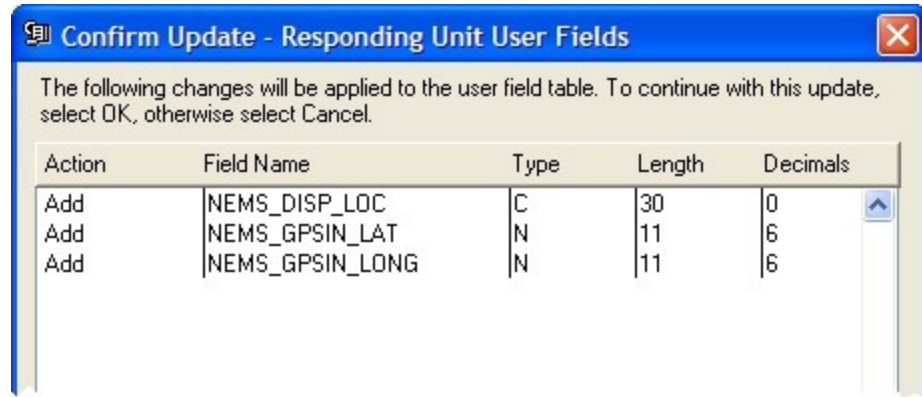 Confirm Update - Responding Unit User Fields
The following changes will be applied to the user field table. To continue with this update,
select OK, otherwise select Cancel.
Action Field Name Type Length Decimals
Add NEMS_DISP_LOC C 30 0
Add NEMS_GPSIN_LAT N 11 6
Add NEMS_GPSIN_LONG N 11 6